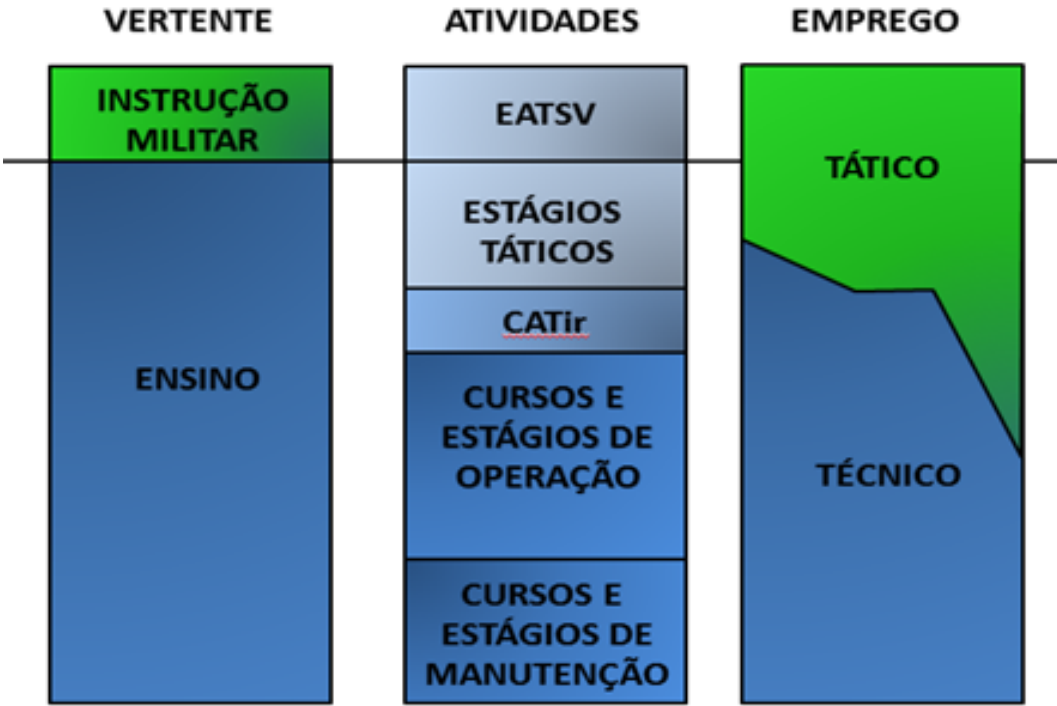 VERTENTE
ATIVIDADES
EMPREGO
INSTRUÇÃO
MILITAR
ENSINO
EATSV
ESTÁGIOS
TÁTICOS
CATir
CURSOS E
ESTÁGIOS DE
OPERAÇÃO
CURSOS E
ESTÁGIOS DE
MANUTENÇÃO
TÁTICO
TÉCNICO